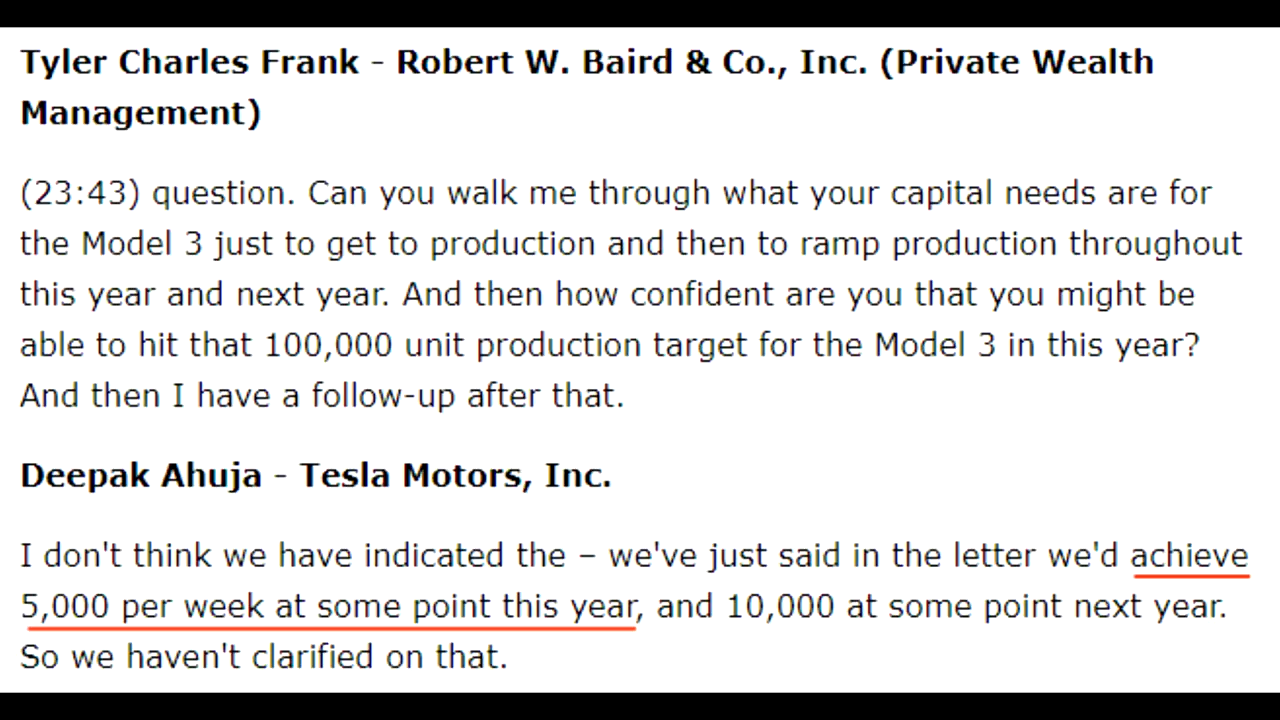 Tyler Charles Frank - Robert W. Baird & Co., Inc. (Private Wealth
Management)
(23:43) question. Can you walk me through what your capital needs are for
the Model 3 just to get to production and then to ramp production throughout
this year and next year. And then how confident are you that you might be
able to hit that 100,000 unit production target for the Model 3 in this year?
And then I have a follow-up after that.
Deepak Ahuja - Tesla Motors, Inc.
I don't think we have indicated the – we've just said in the letter we'd achieve
5,000 per week at some point this year, and 10,000 at some point next year.
So we haven't clarified on that.